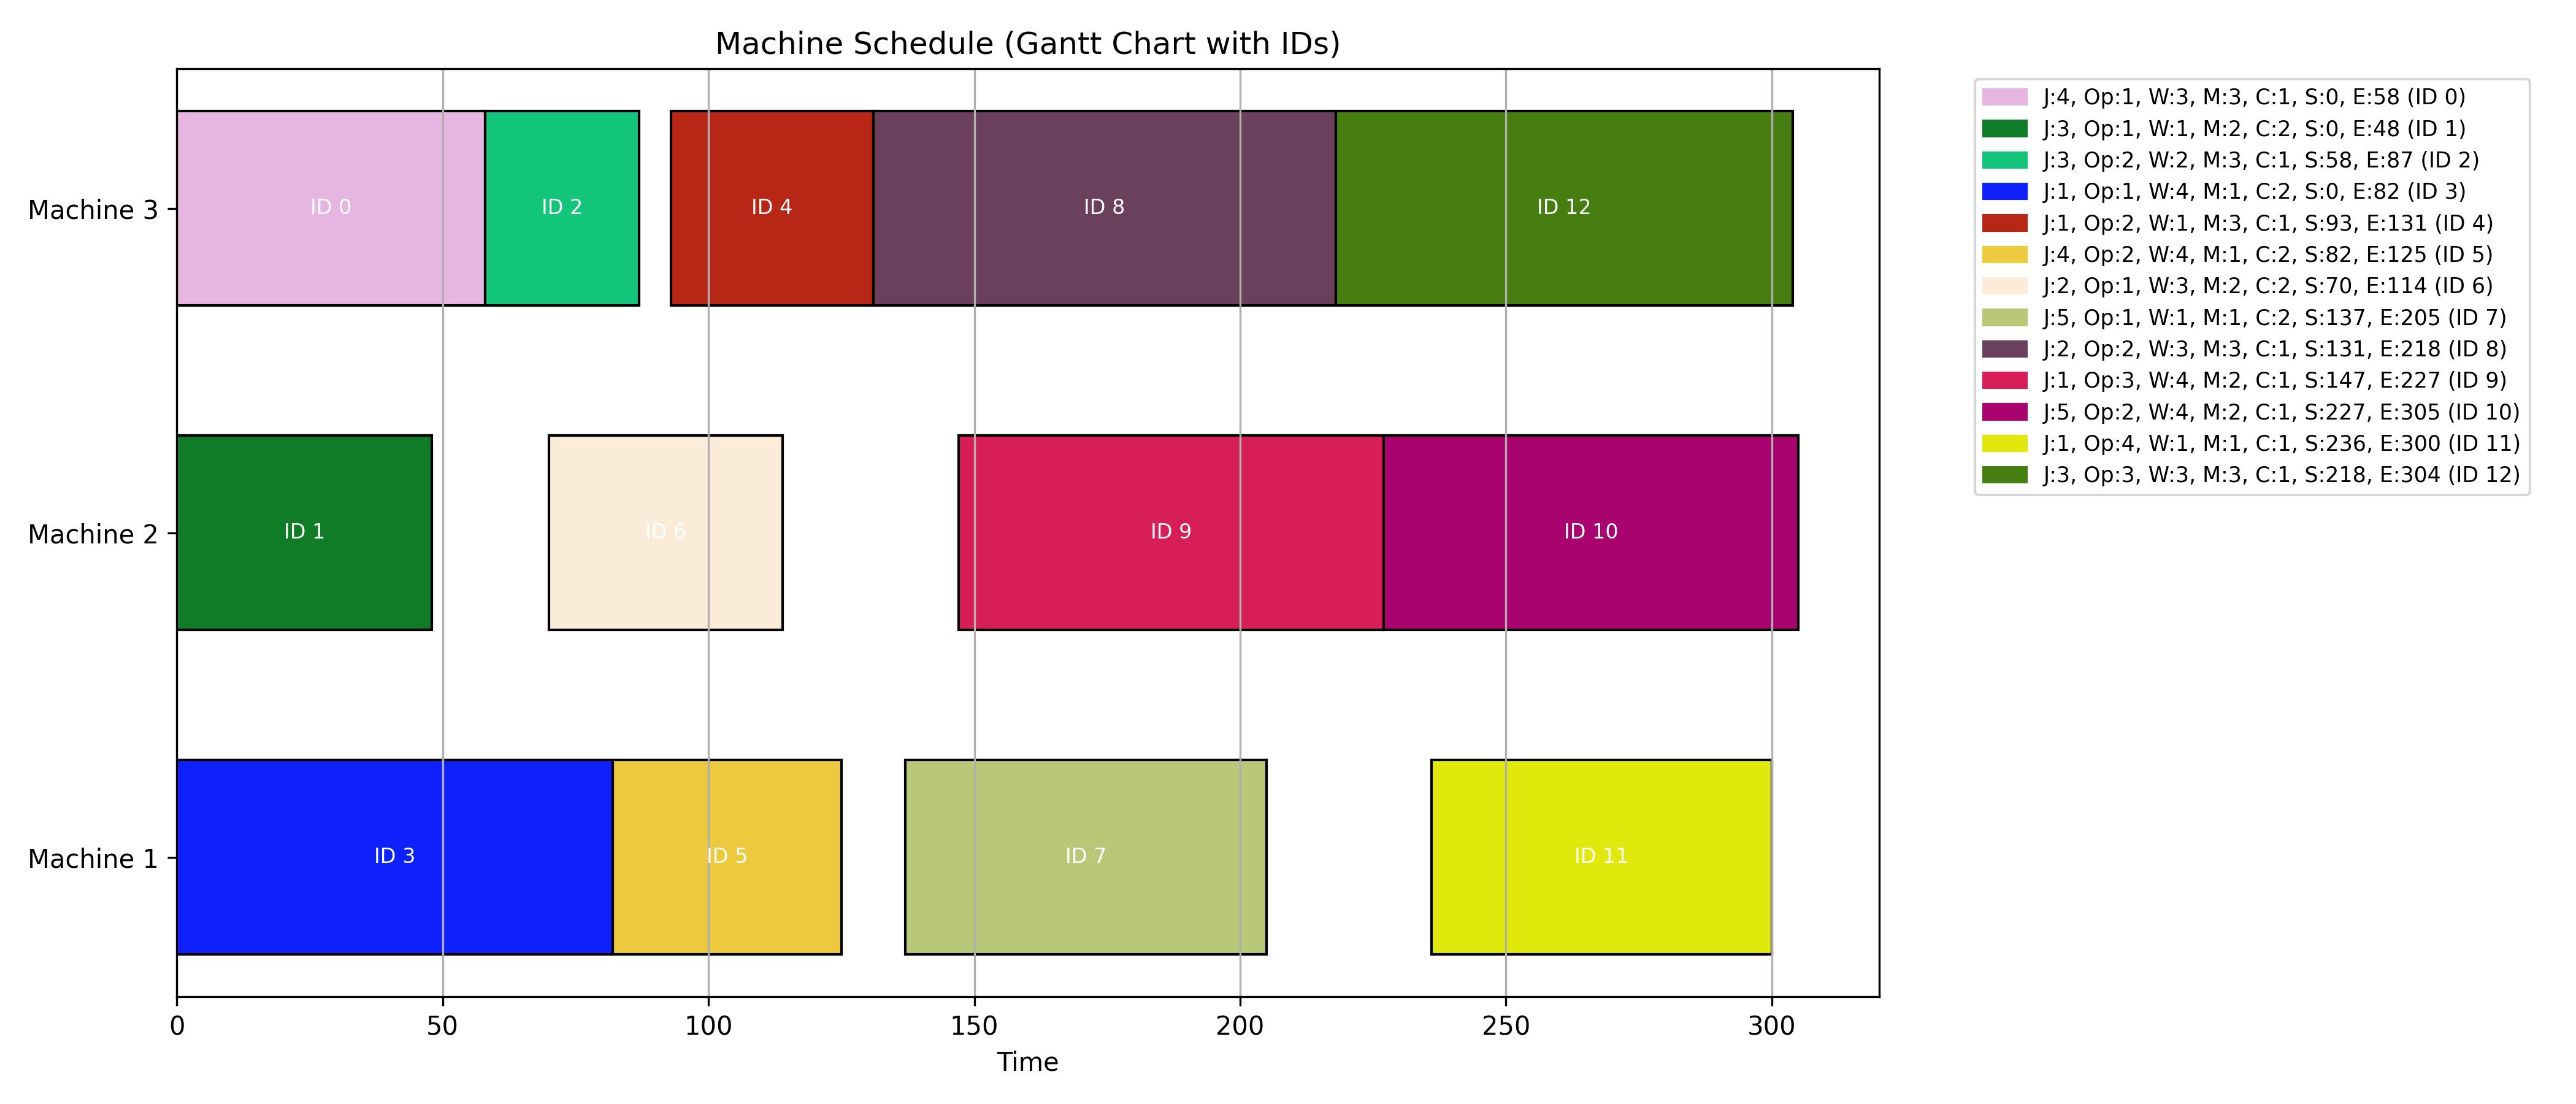 Machine Schedule (Gantt Chart with IDs)
Machine 3
ID 0
ID 2
ID 4
ID 8
ID 12
Machine 2
ID 1
ID 6
ID 9
ID 10
Machine 1
ID 3
ID 5
ID 7
ID 11
0 50 100 150 200 250 300
Time
J:4, Op:1, W:3, M:3, C:1, S:0, E:58 (ID 0)
J:3, Op:1, W:1, M:2, C:2, S:0, E:48 (ID 1)
J:3, Op:2, W:2, M:3, C:1, S:58, E:87 (ID 2)
J:1, Op:1, W:4, M:1, C:2, S:0, E:82 (ID 3)
J:1, Op:2, W:1, M:3, C:1, S:93, E:131 (ID 4)
J:4, Op:2, W:4, M:1, C:2, S:82, E:125 (ID 5)
J:2, Op:1, W:3, M:2, C:2, S:70, E:114 (ID 6)
J:5, Op:1, W:1, M:1, C:2, S:137, E:205 (ID 7)
J:2, Op:2, W:3, M:3, C:1, S:131, E:218 (ID 8)
J:1, Op:3, W:4, M:2, C:1, S:147, E:227 (ID 9)
J:5, Op:2, W:4, M:2, C:1, S:227, E:305 (ID 10)
J:1, Op:4, W:1, M:1, C:1, S:236, E:300 (ID 11)
J:3, Op:3, W:3, M:3, C:1, S:218, E:304 (ID 12)